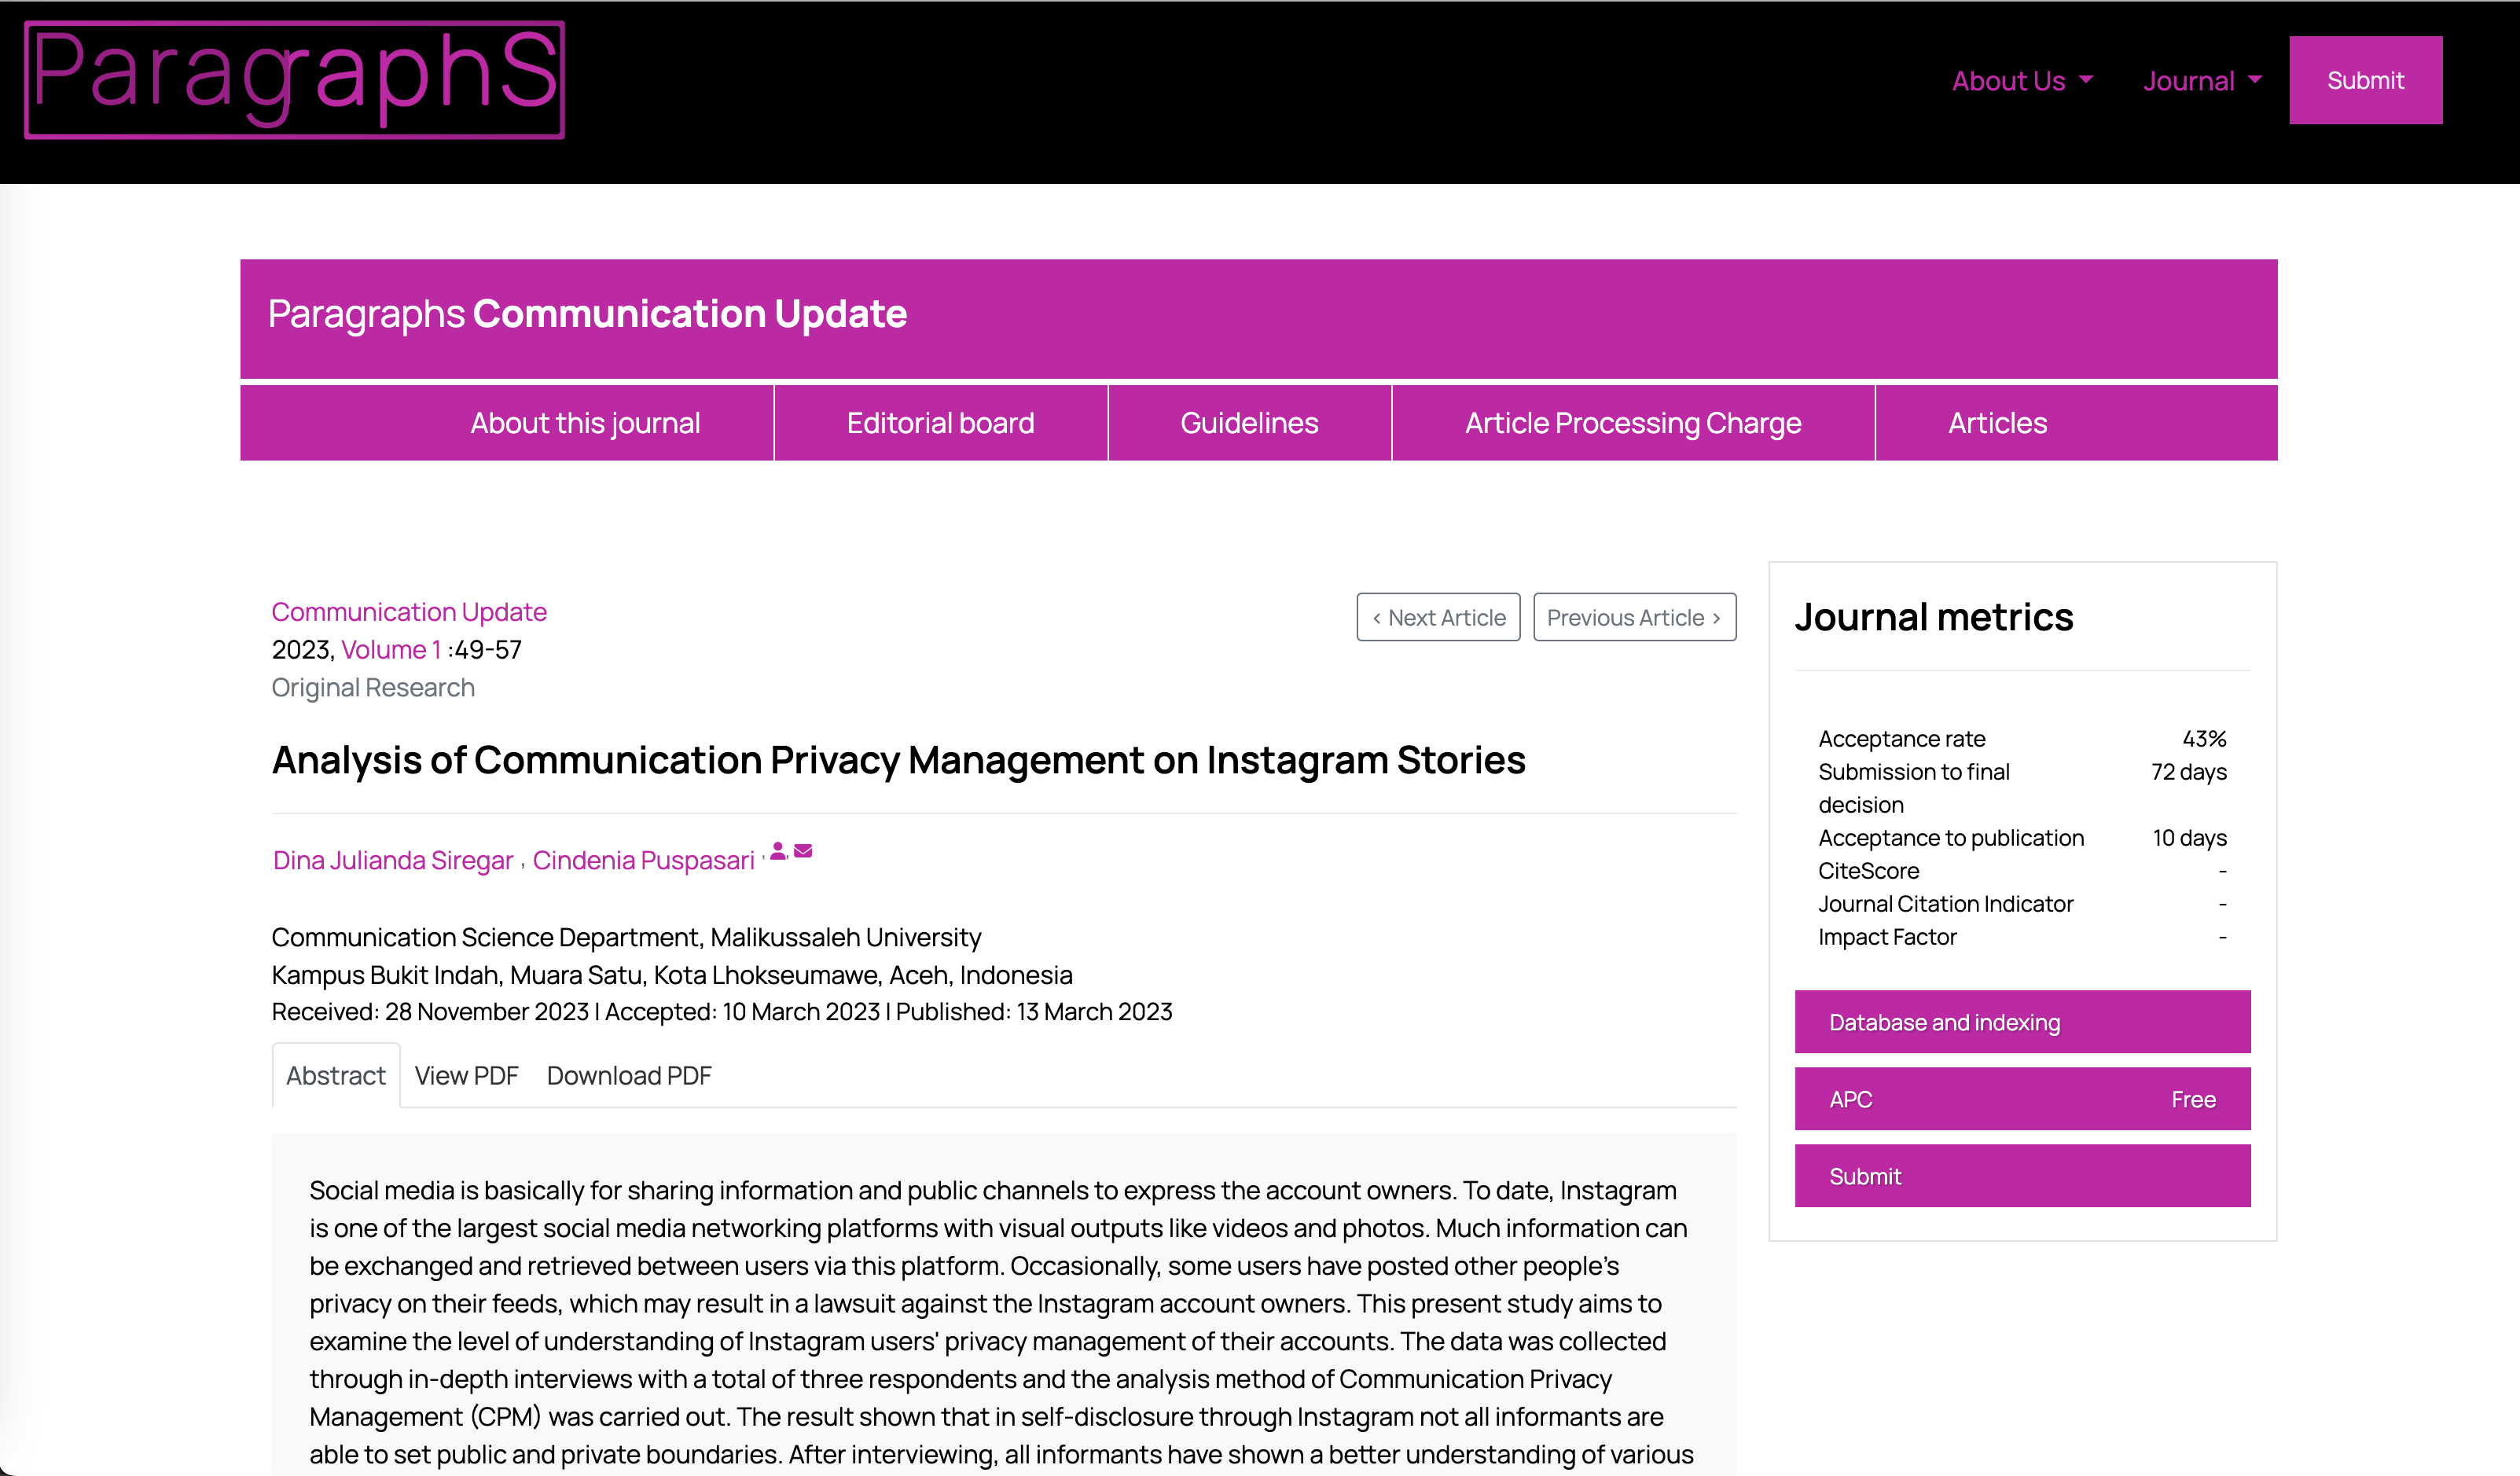 ParagraphS
About Us
Journal
Submit
Paragraphs Communication Update
About this journal
Editorial board
Guidelines
Article Processing Charge
Articles
Communication Update
2023, Volume 1 :49-57
Original Research
‹ Next Article
Previous Article ›
Analysis of Communication Privacy Management on Instagram Stories
Dina Julianda Siregar , Cindenia Puspasari ,
Communication Science Department, Malikussaleh University
Kampus Bukit Indah, Muara Satu, Kota Lhokseumawe, Aceh, Indonesia
Received: 28 November 2023 | Accepted: 10 March 2023 | Published: 13 March 2023
Abstract
View PDF
Download PDF
Social media is basically for sharing information and public channels to express the account owners. To date, Instagram
is one of the largest social media networking platforms with visual outputs like videos and photos. Much information can
be exchanged and retrieved between users via this platform. Occasionally, some users have posted other people’s
privacy on their feeds, which may result in a lawsuit against the Instagram account owners. This present study aims to
examine the level of understanding of Instagram users' privacy management of their accounts. The data was collected
through in-depth interviews with a total of three respondents and the analysis method of Communication Privacy
Management (CPM) was carried out. The result shown that in self-disclosure through Instagram not all informants are
able to set public and private boundaries. After interviewing, all informants have shown a better understanding of various
Journal metrics
Acceptance rate 43%
Submission to final 72 days
decision
Acceptance to publication 10 days
CiteScore -
Journal Citation Indicator -
Impact Factor -
Database and indexing
APC Free
Submit